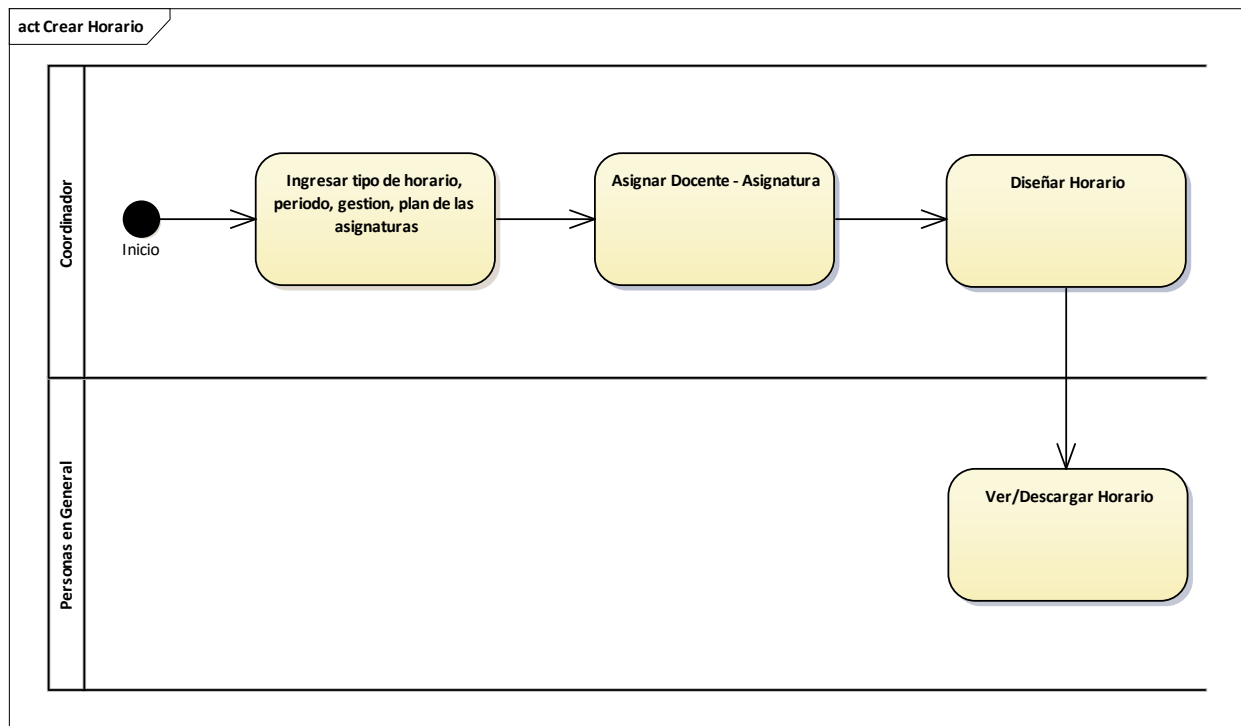 act Crear Horario
Coordinador
Inicio
Ingresar tipo de horario,
periodo, gestion, plan de las
asignaturas
Asignar Docente - Asignatura
Diseñar Horario
Personas en General
Ver/Descargar Horario